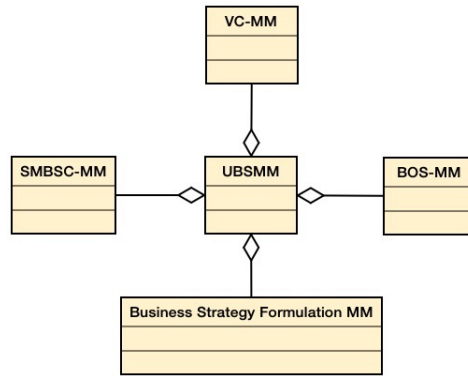 VC-MM
SMBSC-MM
UBSMM
BOS-MM
Business Strategy Formulation MM